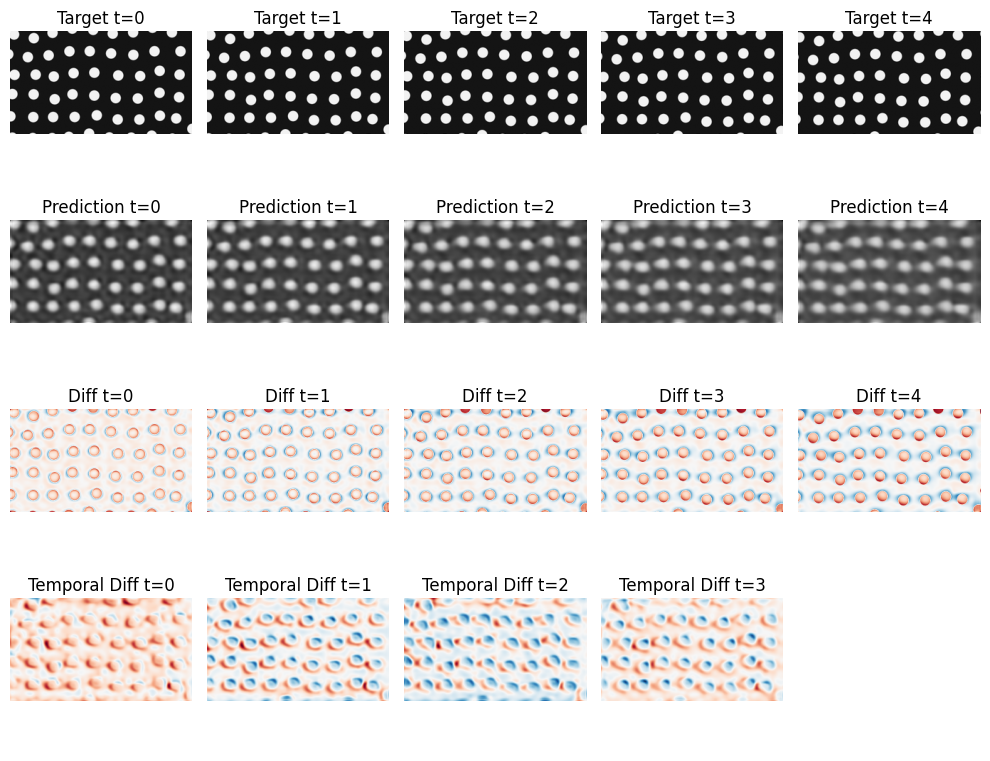 Target t=0 Target t=1 Target t=2 Target t=3 Target t=4
Prediction t=0 Prediction t=1 Prediction t=2 Prediction t=3 Prediction t=4
Diff t=0 Diff t=1 Diff t=2 Diff t=3 Diff t=4
Temporal Diff t=0 Temporal Diff t=1 Temporal Diff t=2 Temporal Diff t=3